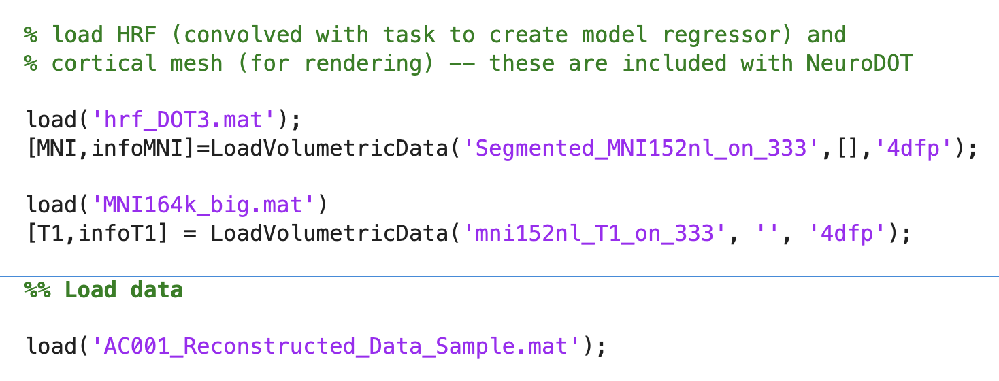 % load HRF (convolved with task to create model regressor) and
% cortical mesh (for rendering) -- these are included with NeuroDOT
load('hrf_DOT3.mat');
[MNI,infoMNI]=LoadVolumetricData('Segmented_MNI152nl_on_333',[],'4dfp');
load('MNI164k_big.mat')
[T1,infoT1] = LoadVolumetricData('mni152nl_T1_on_333', '', '4dfp');
%% Load data
load('AC001_Reconstructed_Data_Sample.mat');